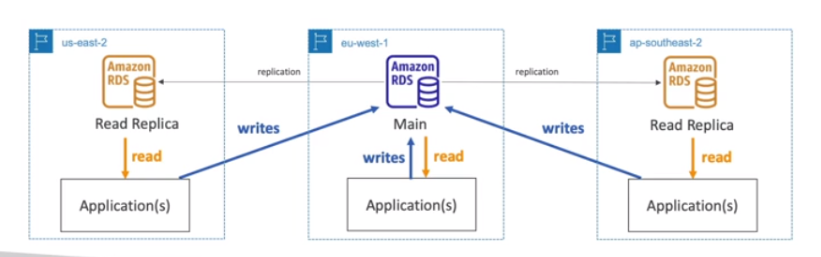 us-east-2
eu-west-1
ap-southeast-2
Amazon
RDS
replication
Amazon
RDS
replication
Amazon
RDS
Read Replica
writes
Main
writes
Read Replica
read
writes
read
read
Application(s)
Application(s)
Application(s)